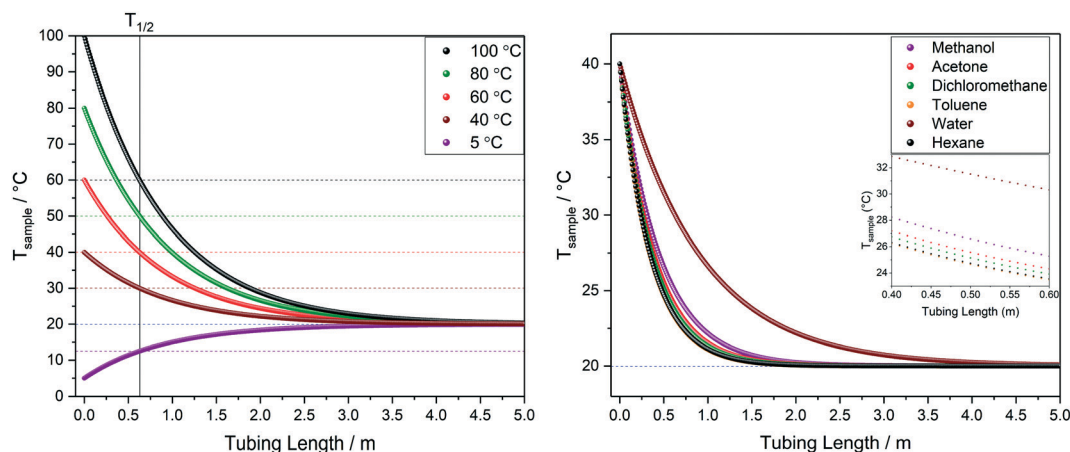 T1/2
100
90
80
70
60
50
40
30
20
10
0
Tsample / °C
100 °C
80 °C
60 °C
40 °C
5 °C
0.0 0.5 1.0 1.5 2.0 2.5 3.0 3.5 4.0 4.5 5.0
Tubing Length / m
40
35
30
25
20
Tsample / °C
Methanol
Acetone
Dichloromethane
Toluene
Water
Hexane
32
30
28
26
24
Tsample (°C)
0.40 0.45 0.50 0.55 0.60
Tubing Length (m)
0.0 0.5 1.0 1.5 2.0 2.5 3.0 3.5 4.0 4.5 5.0
Tubing Length / m